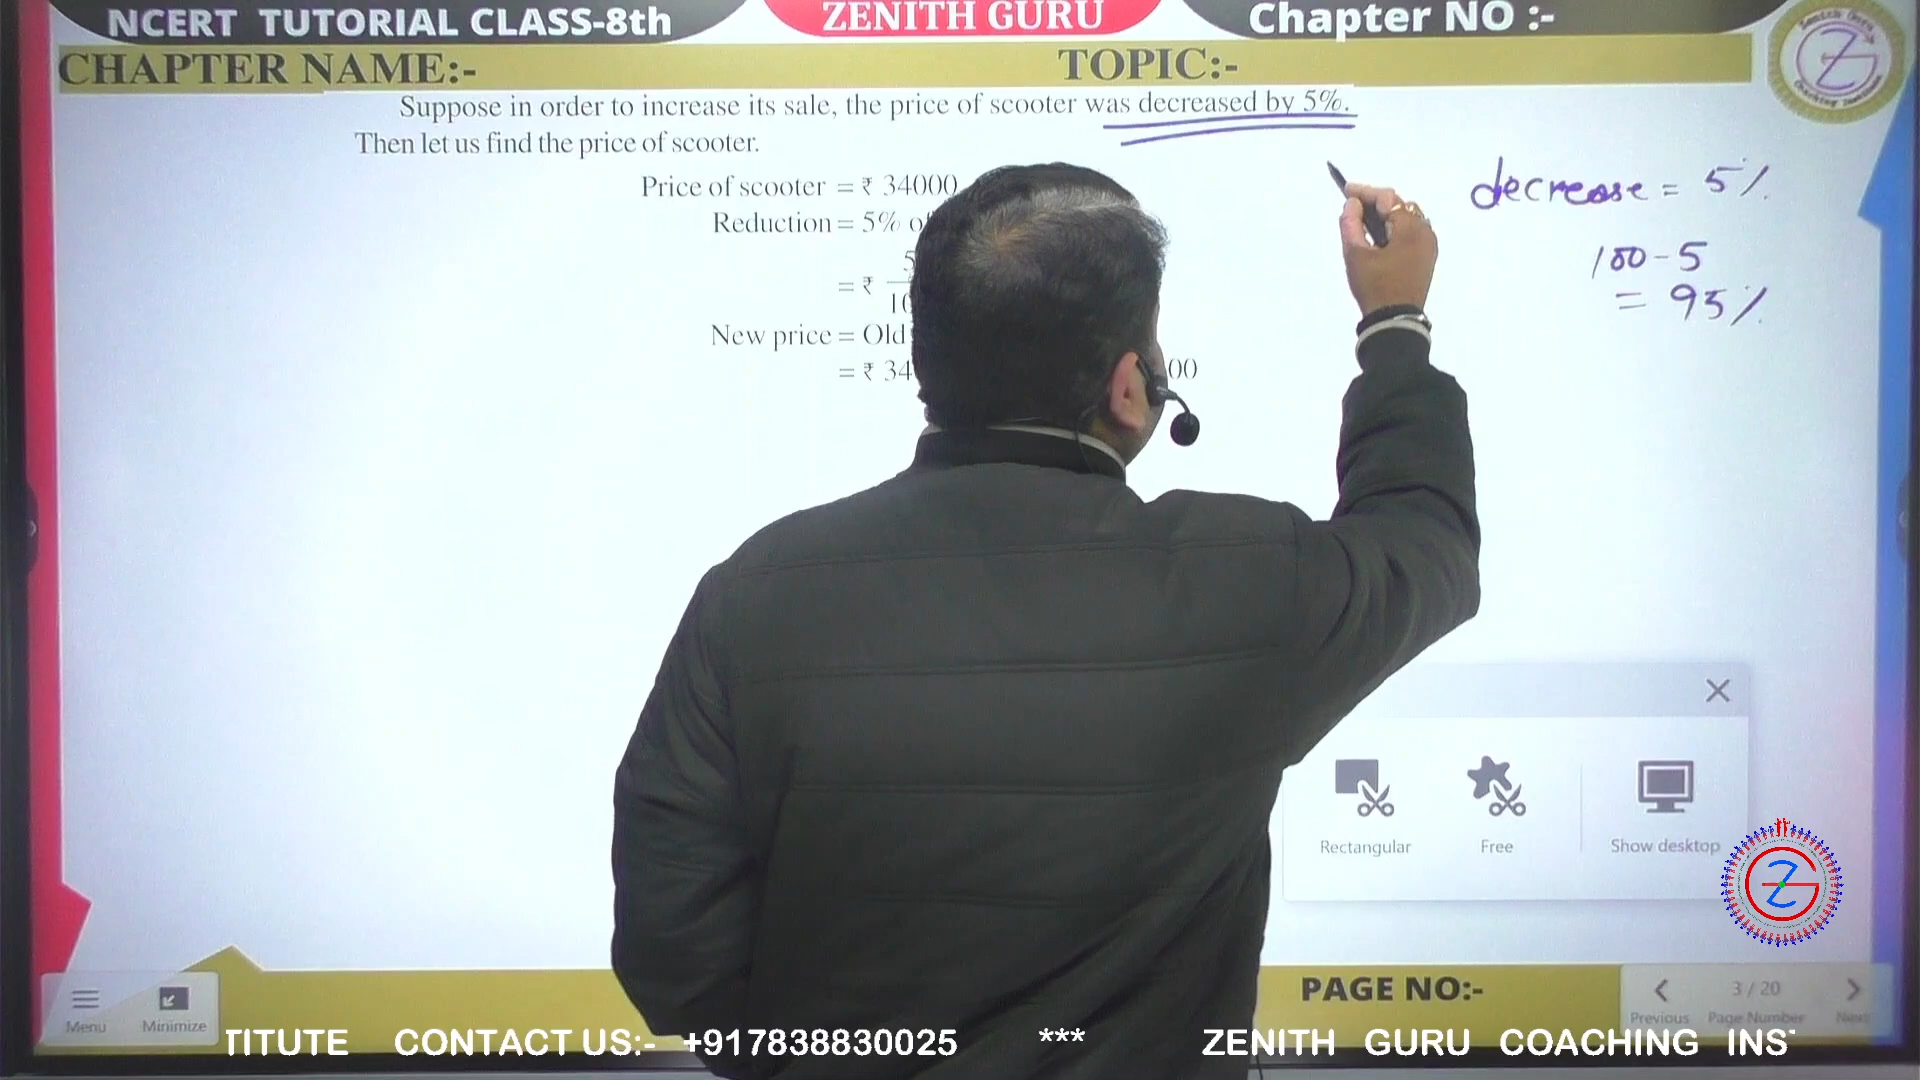 NCERT TUTORIAL CLASS-8th
ZENITH GURU
Chapter NO :-
CHAPTER NAME:-
TOPIC:-
Suppose in order to increase its sale, the price of scooter was decreased by 5%.
Then let us find the price of scooter.
Price of scooter = ₹ 34000
Reduction = 5%
= ₹ 5
10
New price = Old
= ₹ 34 00
decrease = 5%
100 - 5
= 95%
Rectangular
Free
Show desktop
PAGE NO:-
Menu
Minimize
3 / 20
Previous
Page Number
TITUTE CONTACT US:- +917838830025 *** ZENITH GURU COACHING INS